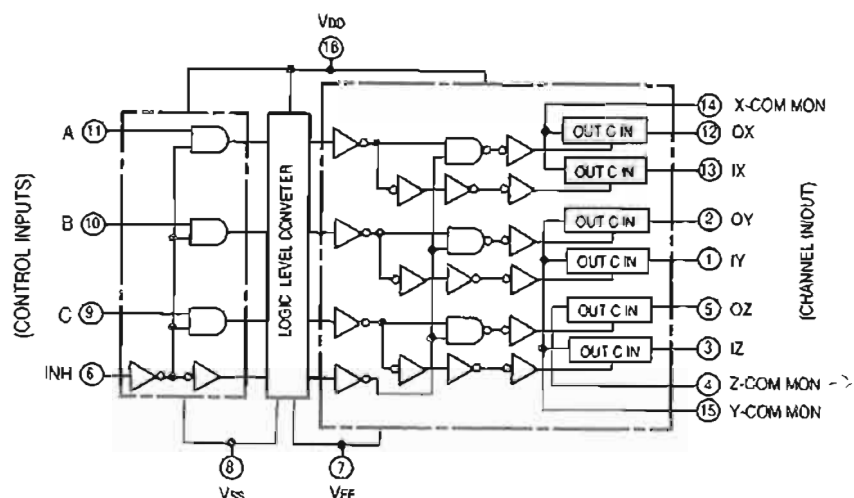 VDD
16
14 X-COM MON
A 11
OUT C IN 12 OX
OUT C IN 13 IX
(CONTROL INPUTS)
LOGIC LEVEL CONVETER
(CHANNEL IN/OUT)
B 10
OUT C IN 2 OY
OUT C IN 1 IY
C 9
OUT C IN 5 OZ
OUT C IN 3 IZ
INH 6
4 Z-COM MON
15 Y-COM MON
8
VSS
7
VEE